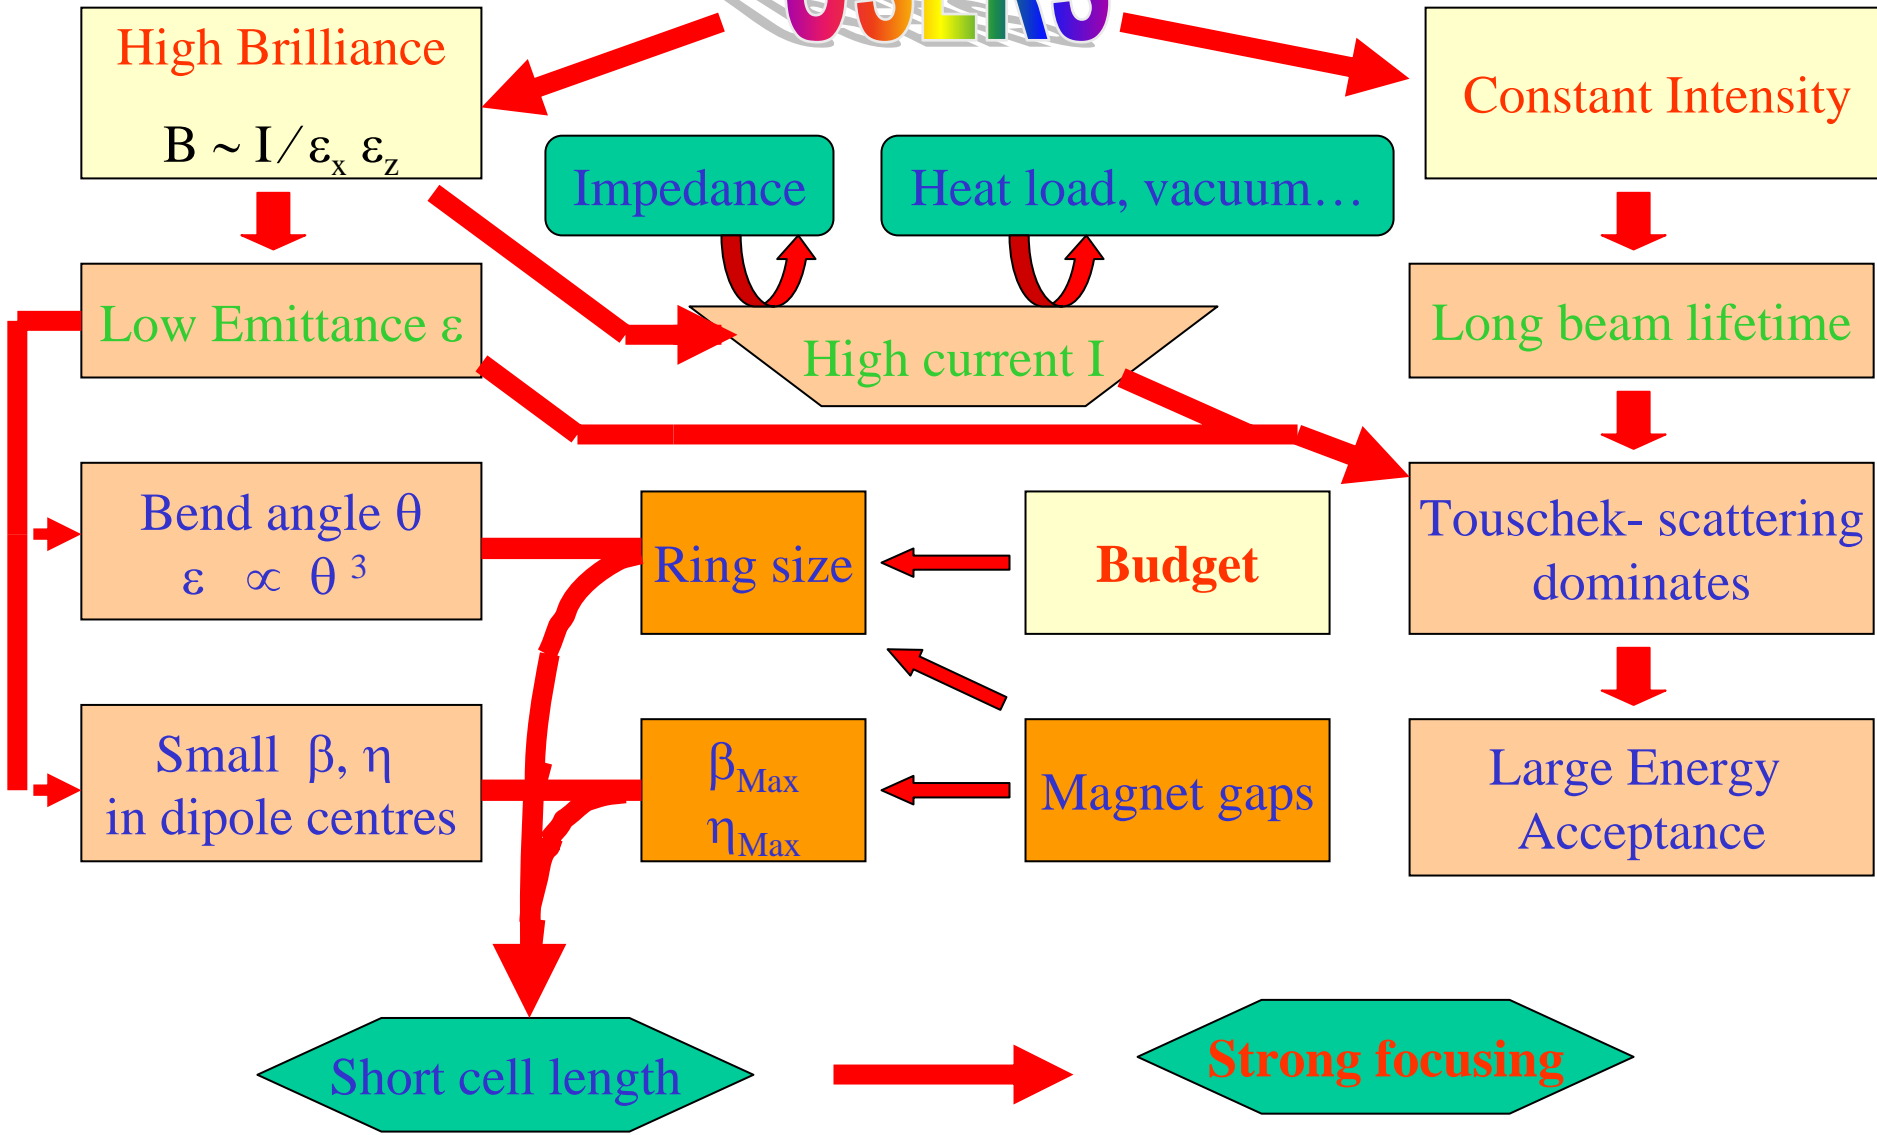 USERS
High Brilliance
B ~ I / εx εz
Constant Intensity
Impedance
Heat load, vacuum…
Low Emittance ε
High current I
Long beam lifetime
Bend angle θ
ε ∝ θ 3
Ring size
Budget
Touschek- scattering
dominates
Small β, η
in dipole centres
βMax
ηMax
Magnet gaps
Large Energy
Acceptance
Short cell length
Strong focusing